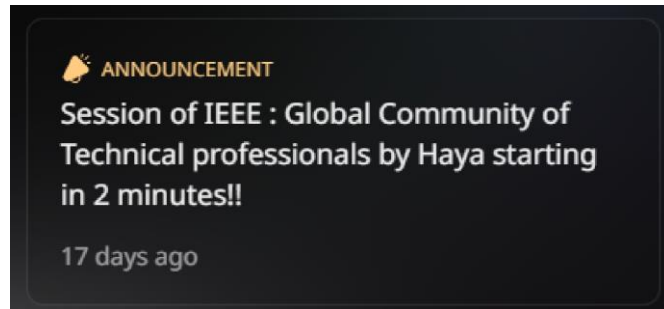 ANNOUNCEMENT
Session of IEEE : Global Community of
Technical professionals by Haya starting
in 2 minutes!!
17 days ago